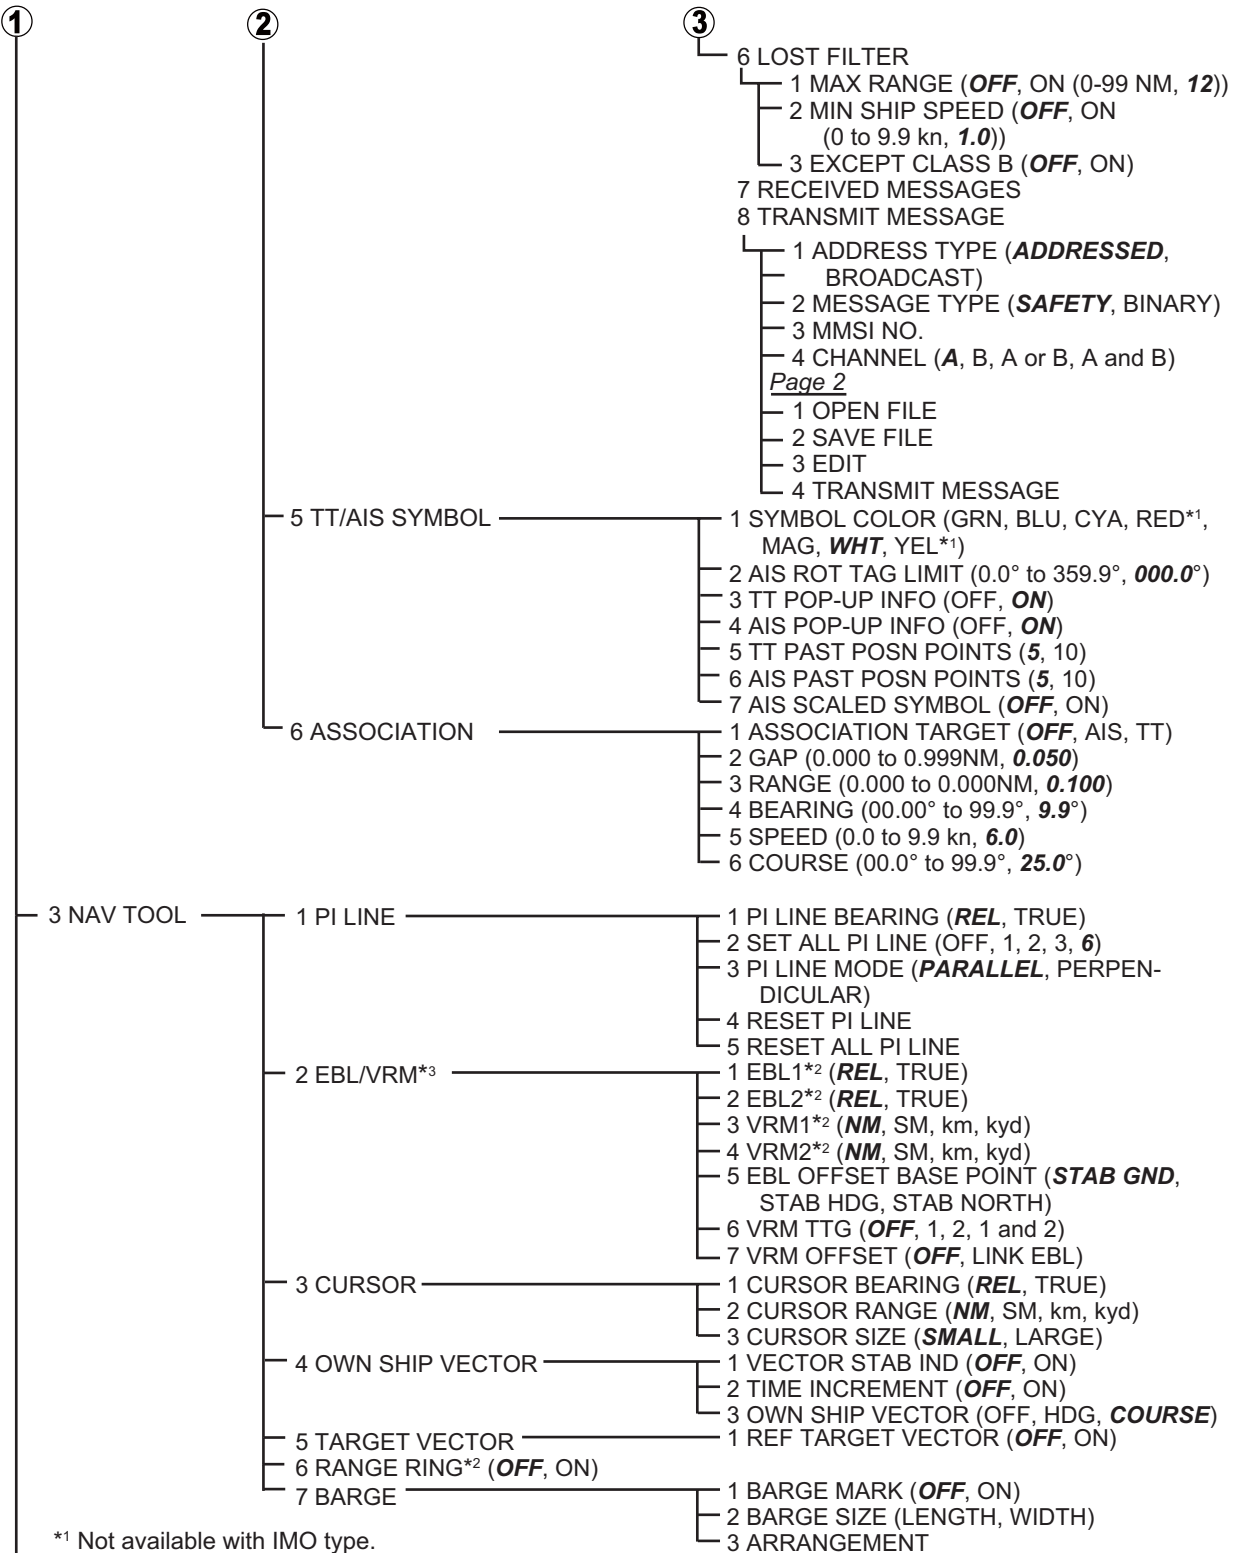 1
2
3
6 LOST FILTER
1 MAX RANGE (OFF, ON (0-99 NM, 12))
2 MIN SHIP SPEED (OFF, ON
(0 to 9.9 kn, 1.0))
3 EXCEPT CLASS B (OFF, ON)
7 RECEIVED MESSAGES
8 TRANSMIT MESSAGE
1 ADDRESS TYPE (ADDRESSED,
BROADCAST)
2 MESSAGE TYPE (SAFETY, BINARY)
3 MMSI NO.
4 CHANNEL (A, B, A or B, A and B)
Page 2
1 OPEN FILE
2 SAVE FILE
3 EDIT
4 TRANSMIT MESSAGE
5 TT/AIS SYMBOL
1 SYMBOL COLOR (GRN, BLU, CYA, RED*1,
MAG, WHT, YEL*1)
2 AIS ROT TAG LIMIT (0.0° to 359.9°, 000.0°)
3 TT POP-UP INFO (OFF, ON)
4 AIS POP-UP INFO (OFF, ON)
5 TT PAST POSN POINTS (5, 10)
6 AIS PAST POSN POINTS (5, 10)
7 AIS SCALED SYMBOL (OFF, ON)
6 ASSOCIATION
1 ASSOCIATION TARGET (OFF, AIS, TT)
2 GAP (0.000 to 0.999NM, 0.050)
3 RANGE (0.000 to 0.000NM, 0.100)
4 BEARING (00.00° to 99.9°, 9.9°)
5 SPEED (0.0 to 9.9 kn, 6.0)
6 COURSE (00.0° to 99.9°, 25.0°)
3 NAV TOOL
1 PI LINE
1 PI LINE BEARING (REL, TRUE)
2 SET ALL PI LINE (OFF, 1, 2, 3, 6)
3 PI LINE MODE (PARALLEL, PERPEN-
DICULAR)
4 RESET PI LINE
5 RESET ALL PI LINE
2 EBL/VRM*3
1 EBL1*2 (REL, TRUE)
2 EBL2*2 (REL, TRUE)
3 VRM1*2 (NM, SM, km, kyd)
4 VRM2*2 (NM, SM, km, kyd)
5 EBL OFFSET BASE POINT (STAB GND,
STAB HDG, STAB NORTH)
6 VRM TTG (OFF, 1, 2, 1 and 2)
7 VRM OFFSET (OFF, LINK EBL)
3 CURSOR
1 CURSOR BEARING (REL, TRUE)
2 CURSOR RANGE (NM, SM, km, kyd)
3 CURSOR SIZE (SMALL, LARGE)
4 OWN SHIP VECTOR
1 VECTOR STAB IND (OFF, ON)
2 TIME INCREMENT (OFF, ON)
3 OWN SHIP VECTOR (OFF, HDG, COURSE)
5 TARGET VECTOR
1 REF TARGET VECTOR (OFF, ON)
6 RANGE RING*2 (OFF, ON)
7 BARGE
1 BARGE MARK (OFF, ON)
2 BARGE SIZE (LENGTH, WIDTH)
3 ARRANGEMENT
*1 Not available with IMO type.